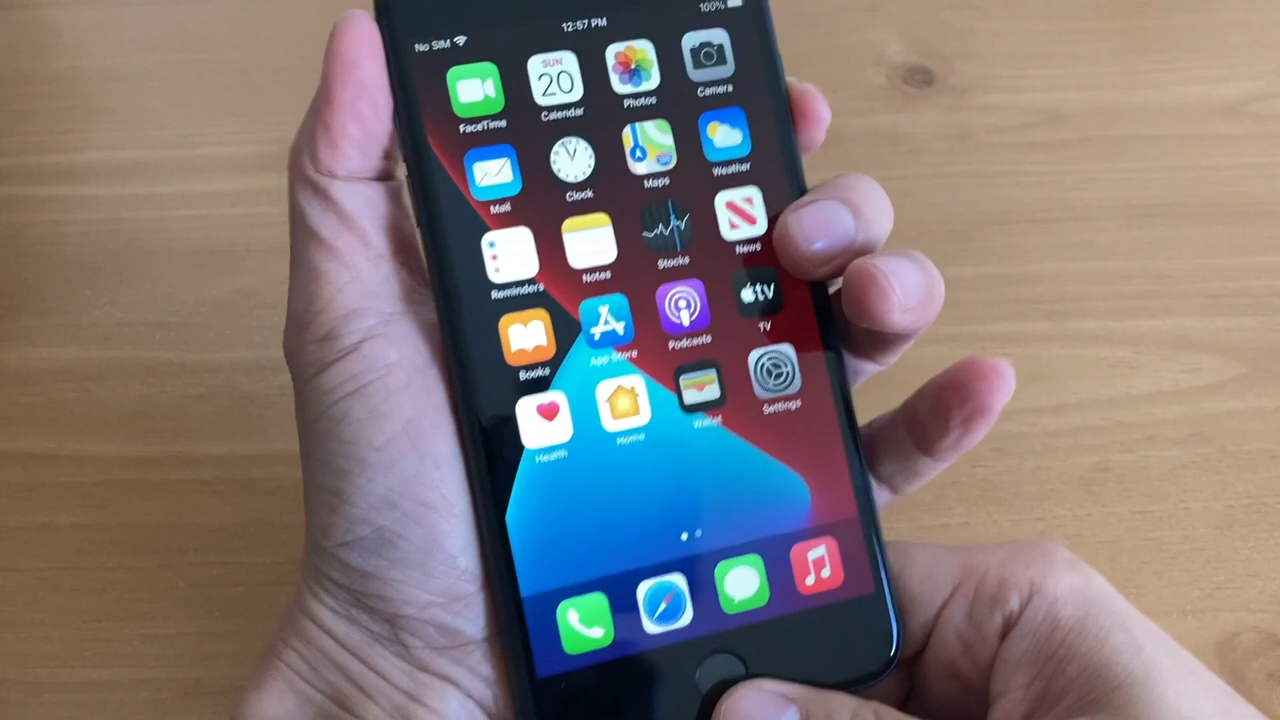 No SIM 12:57 PM 100%
SUN
20
FaceTime Calendar Photos Camera
Mail Clock Maps Weather
Reminders Notes Stocks News
tv
Books App Store Podcasts TV
Health Home Wallet Settings